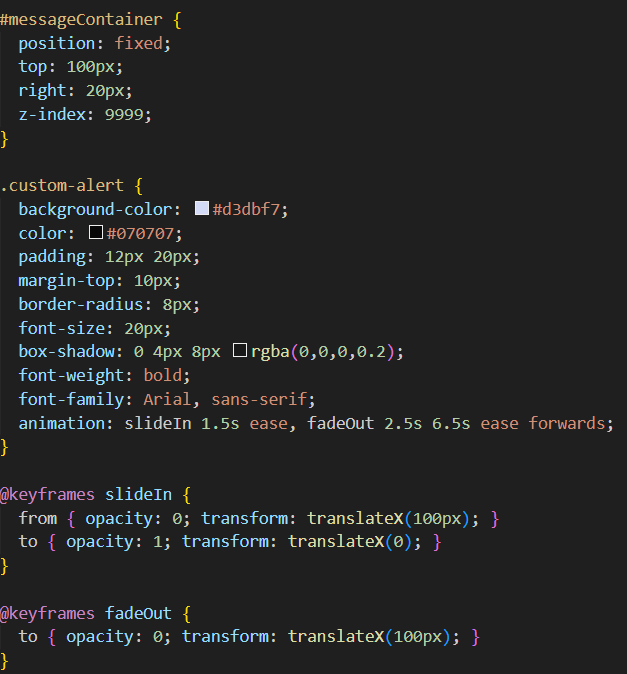 #messageContainer {
  position: fixed;
  top: 100px;
  right: 20px;
  z-index: 9999;
}

.custom-alert {
  background-color: #d3dbf7;
  color: #070707;
  padding: 12px 20px;
  margin-top: 10px;
  border-radius: 8px;
  font-size: 20px;
  box-shadow: 0 4px 8px rgba(0,0,0,0.2);
  font-weight: bold;
  font-family: Arial, sans-serif;
  animation: slideIn 1.5s ease, fadeOut 2.5s 6.5s ease forwards;
}

@keyframes slideIn {
  from { opacity: 0; transform: translateX(100px); }
  to { opacity: 1; transform: translateX(0); }
}

@keyframes fadeOut {
  to { opacity: 0; transform: translateX(100px); }
}